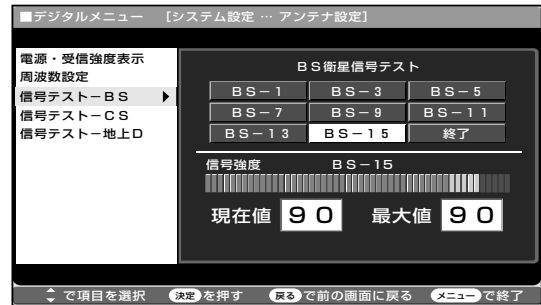 ■デジタルメニュー [システム設定 … アンテナ設定]
電源・受信強度表示
周波数設定
信号テスト－BS ▶
信号テスト－CS
信号テスト－地上D
BS衛星信号テスト
BS－1 BS－3 BS－5
BS－7 BS－9 BS－11
BS－13 BS－15 終了
信号強度 BS－15
現在値 90 最大値 90
で項目を選択 決定 を押す 戻る で前の画面に戻る メニュー で終了